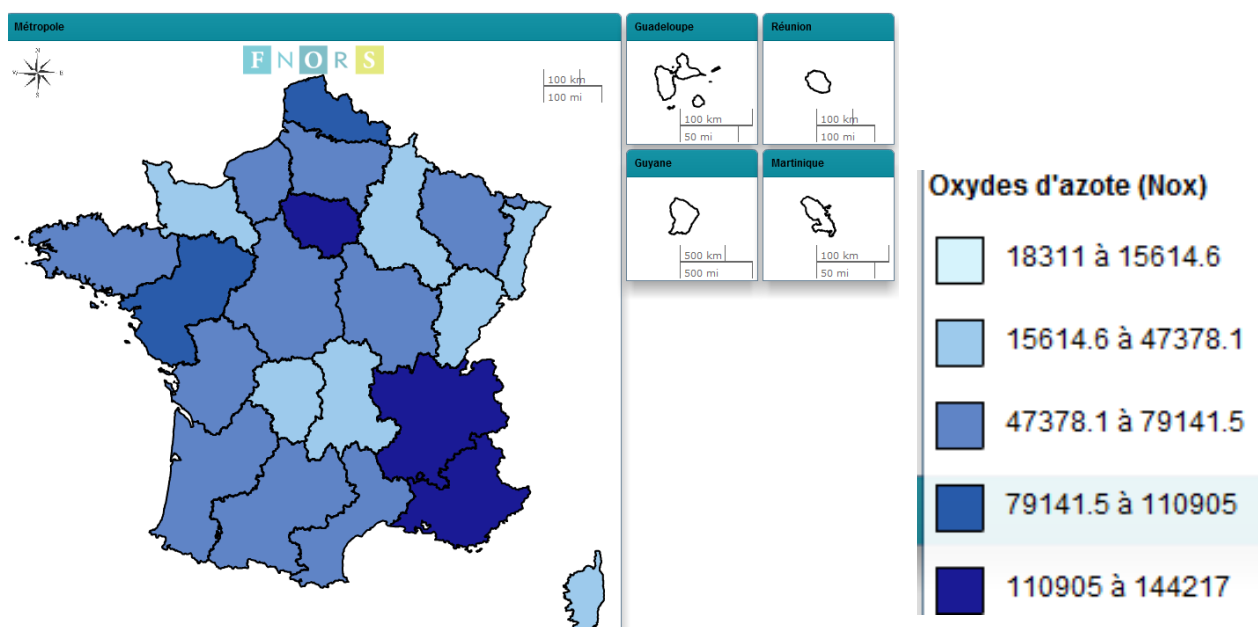 Métropole
FNORS
N
W
E
S
100 km
100 mi
Guadeloupe
100 km
50 mi
Réunion
100 km
100 mi
Guyane
500 km
500 mi
Martinique
100 km
50 mi
Oxydes d'azote (Nox)
18311 à 15614.6
15614.6 à 47378.1
47378.1 à 79141.5
79141.5 à 110905
110905 à 144217